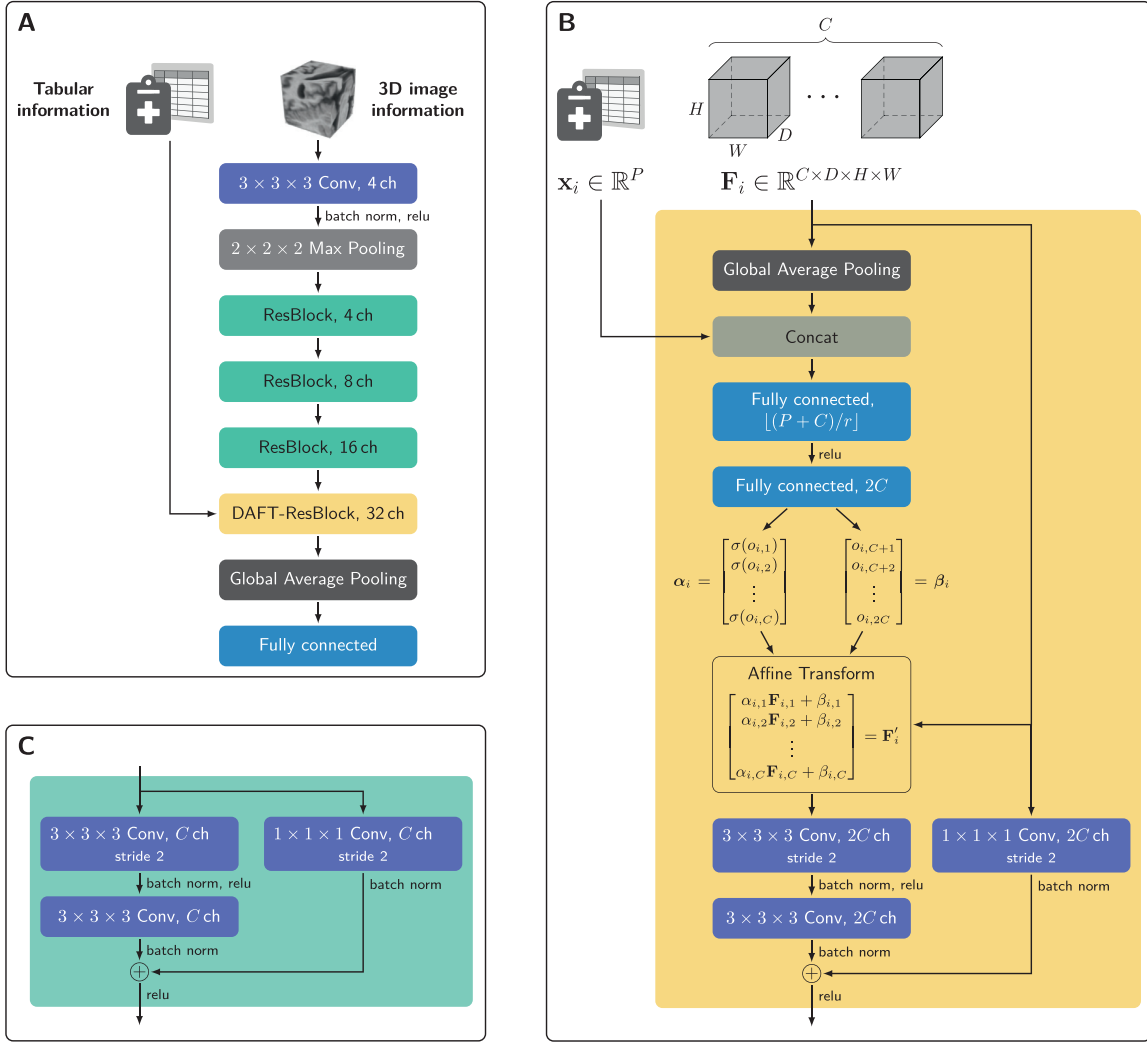 A
Tabular
information
3D image
information
3 × 3 × 3 Conv, 4 ch
batch norm, relu
2 × 2 × 2 Max Pooling
ResBlock, 4 ch
ResBlock, 8 ch
ResBlock, 16 ch
DAFT-ResBlock, 32 ch
Global Average Pooling
Fully connected
B
C
H
W
D
· · ·
x_i ∈ ℝ^P
F_i ∈ ℝ^{C×D×H×W}
Global Average Pooling
Concat
Fully connected,
⌊(P + C)/r⌋
relu
Fully connected, 2C
α_i = [σ(o_{i,1})
σ(o_{i,2})
⋮
σ(o_{i,C})]
[o_{i,C+1}
o_{i,C+2}
⋮
o_{i,2C}] = β_i
Affine Transform
[α_{i,1}F_{i,1} + β_{i,1}
α_{i,2}F_{i,2} + β_{i,2}
⋮
α_{i,C}F_{i,C} + β_{i,C}] = F′_i
3 × 3 × 3 Conv, 2C ch
stride 2
batch norm, relu
3 × 3 × 3 Conv, 2C ch
batch norm
1 × 1 × 1 Conv, 2C ch
stride 2
batch norm
+
relu
C
3 × 3 × 3 Conv, C ch
stride 2
batch norm, relu
3 × 3 × 3 Conv, C ch
batch norm
1 × 1 × 1 Conv, C ch
stride 2
batch norm
+
relu